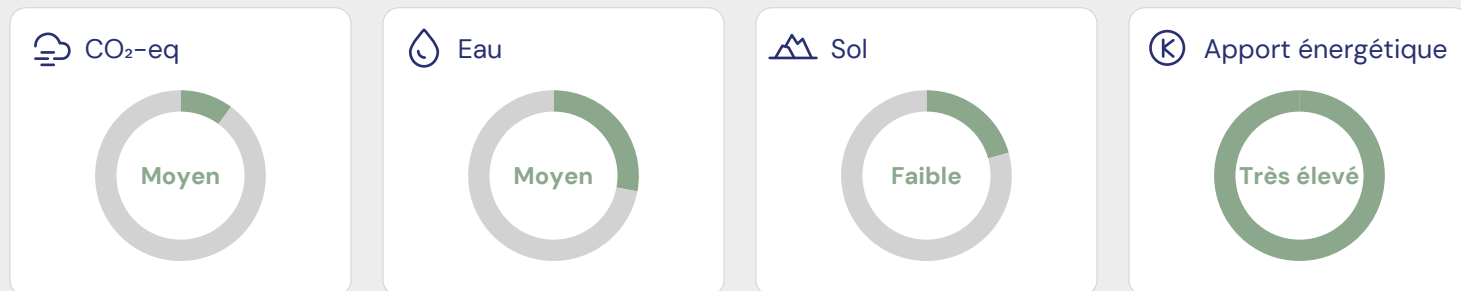 CO₂-eq
Moyen
Eau
Moyen
Sol
Faible
Apport énergétique
Très élevé